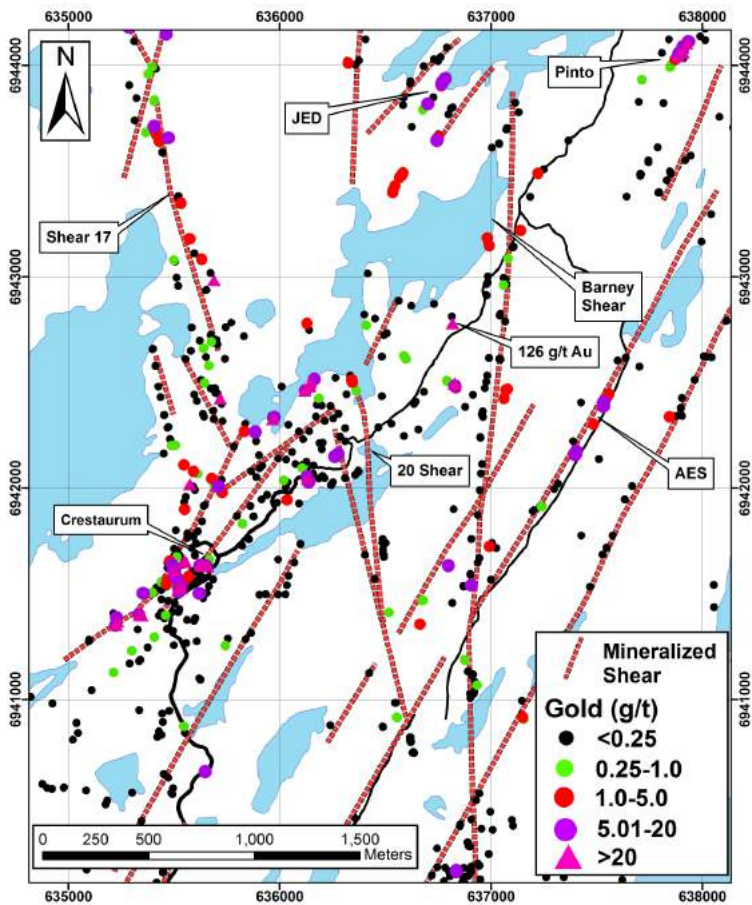 635000 636000 637000 638000
N
6944000 6944000
Pinto
JED
Shear 17
6943000 6943000
Barney
Shear
126 g/t Au
AES
20 Shear
6942000 6942000
Crestaurum
6941000 6941000
Mineralized
Shear
Gold (g/t)
<0.25
0.25-1.0
1.0-5.0
5.01-20
>20
0 250 500 1,000 1,500
Meters
635000 636000 637000 638000